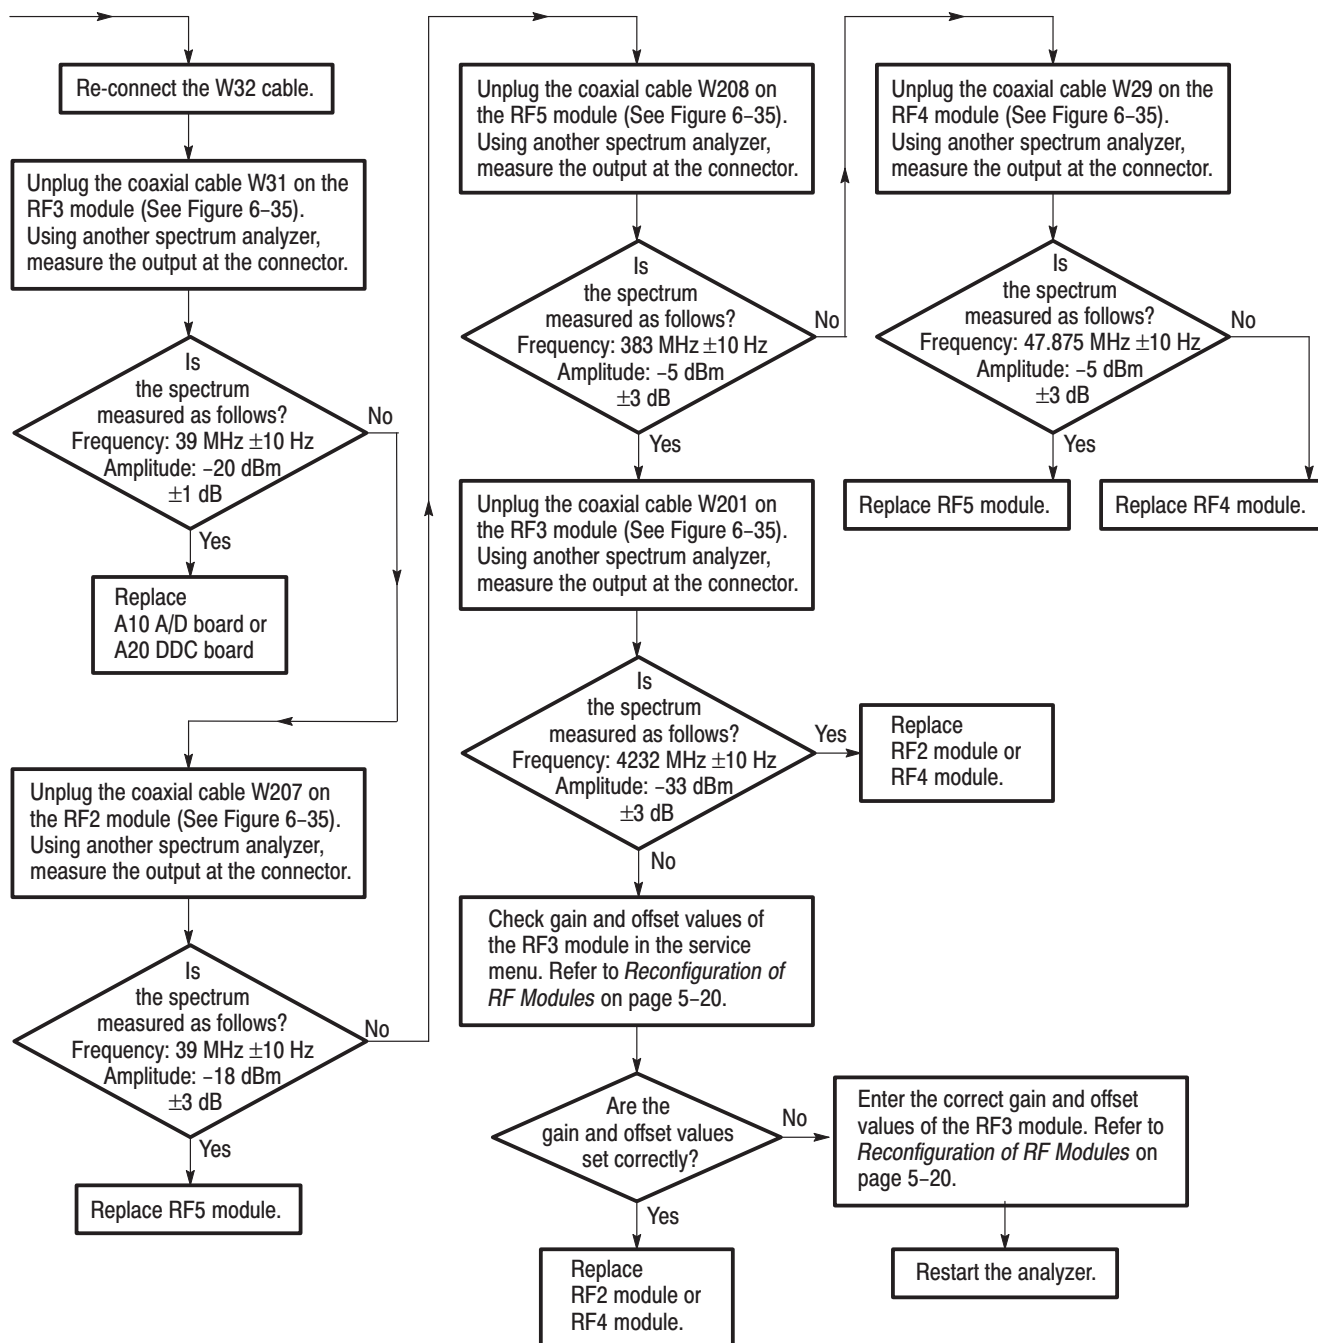 Re-connect the W32 cable.
Unplug the coaxial cable W31 on the
RF3 module (See Figure 6–35).
Using another spectrum analyzer,
measure the output at the connector.
Is
the spectrum
measured as follows?
Frequency: 39 MHz ±10 Hz
Amplitude: –20 dBm
±1 dB
No
Yes
Replace
A10 A/D board or
A20 DDC board
Unplug the coaxial cable W207 on
the RF2 module (See Figure 6–35).
Using another spectrum analyzer,
measure the output at the connector.
Is
the spectrum
measured as follows?
Frequency: 39 MHz ±10 Hz
Amplitude: –18 dBm
±3 dB
No
Yes
Replace RF5 module.
Unplug the coaxial cable W208 on
the RF5 module (See Figure 6–35).
Using another spectrum analyzer,
measure the output at the connector.
Is
the spectrum
measured as follows?
Frequency: 383 MHz ±10 Hz
Amplitude: –5 dBm
±3 dB
No
Yes
Unplug the coaxial cable W201 on
the RF3 module (See Figure 6–35).
Using another spectrum analyzer,
measure the output at the connector.
Is
the spectrum
measured as follows?
Frequency: 4232 MHz ±10 Hz
Amplitude: –33 dBm
±3 dB
Yes
Replace
RF2 module or
RF4 module.
No
Check gain and offset values of
the RF3 module in the service
menu. Refer to Reconfiguration of
RF Modules on page 5–20.
Are the
gain and offset values
set correctly?
No
Enter the correct gain and offset
values of the RF3 module. Refer to
Reconfiguration of RF Modules on
page 5–20.
Restart the analyzer.
Yes
Replace
RF2 module or
RF4 module.
Unplug the coaxial cable W29 on the
RF4 module (See Figure 6–35).
Using another spectrum analyzer,
measure the output at the connector.
Is
the spectrum
measured as follows?
Frequency: 47.875 MHz ±10 Hz
Amplitude: –5 dBm
±3 dB
No
Yes
Replace RF5 module.
Replace RF4 module.